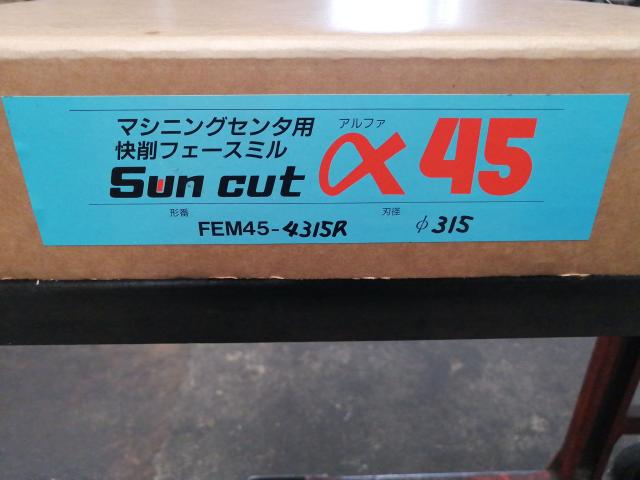 マシニングセンタ用
快削フェースミル
アルファ
Sun cut α 45
形番 FEM45-4315R 刃径 φ315